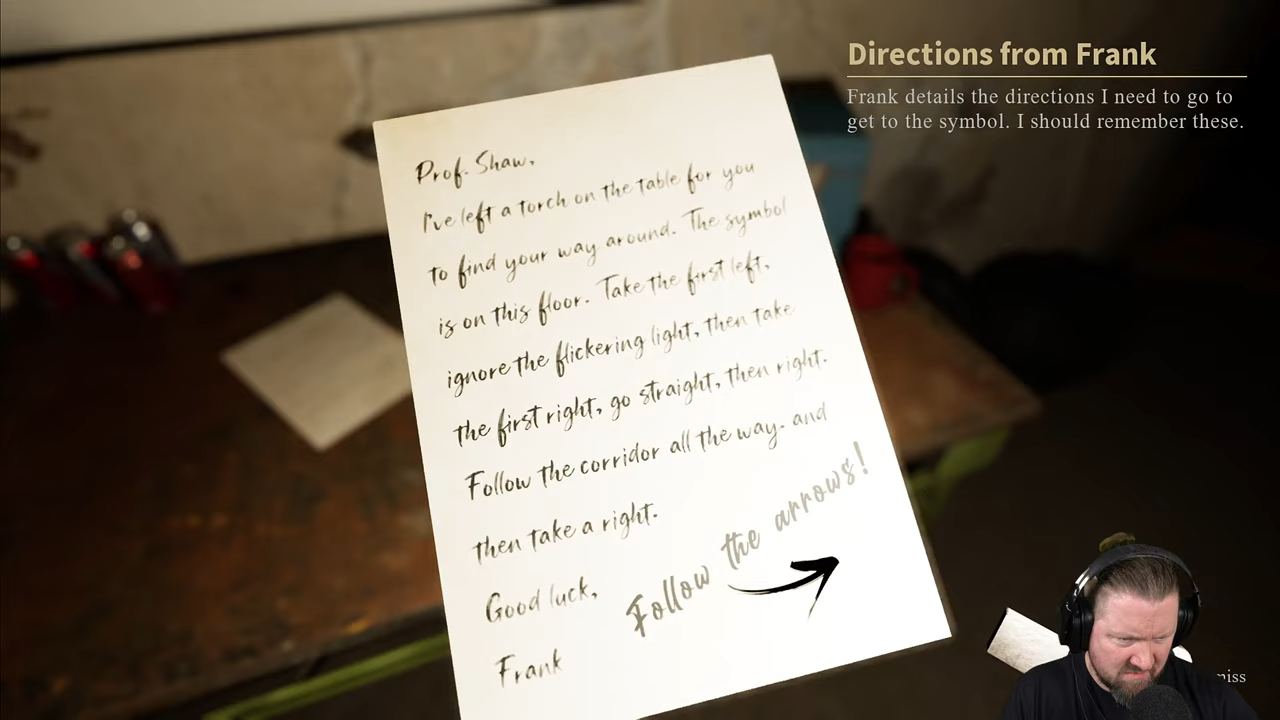 Directions from Frank
Frank details the directions I need to go to
get to the symbol. I should remember these.
Prof. Shaw,
I've left a torch on the table for you
to find your way around. The symbol
is on this floor. Take the first left,
ignore the flickering light, then take
the first right, go straight, then right.
Follow the corridor all the way. and
then take a right.
Good luck,
Frank
Follow the arrows!